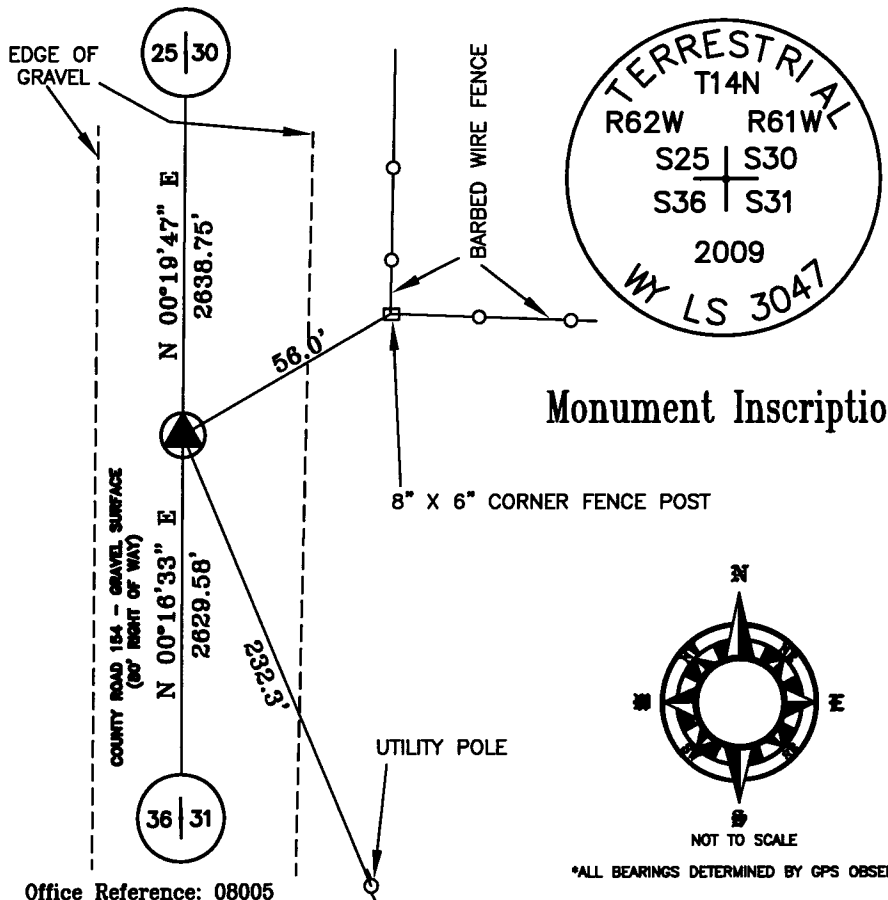 25 30
EDGE OF
GRAVEL
BARBED WIRE FENCE
TERRESTRIAL
T14N
R62W R61W
S25 S30
S36 S31
2009
WY LS 3047
N 00°19'47" E
2638.75'
56.0'
Monument Inscriptio
8" X 6" CORNER FENCE POST
COUNTY ROAD 154 - GRAVEL SURFACE
(80' RIGHT OF WAY)
N 00°16'33" E
2629.58'
232.3'
UTILITY POLE
36 31
N
E
S
NOT TO SCALE
*ALL BEARINGS DETERMINED BY GPS OBSE
Office Reference: 08005